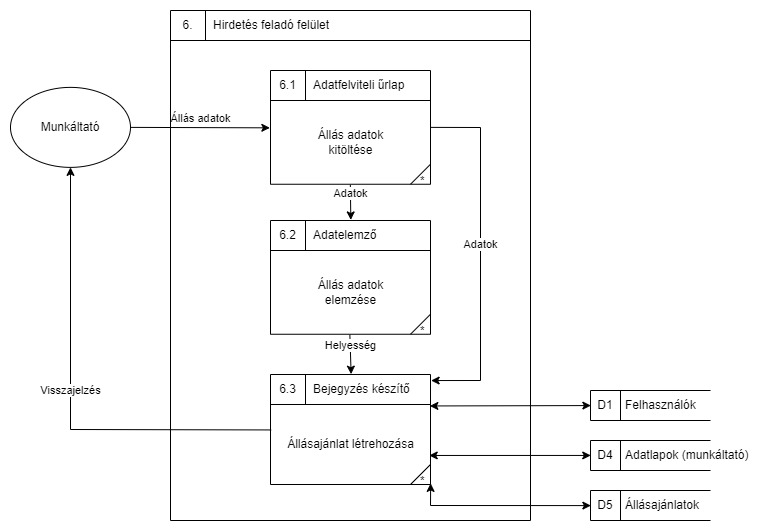 6.
Hirdetés feladó felület
6.1
Adatfelviteli űrlap
Munkáltató
Állás adatok
Állás adatok
kitöltése
*
Adatok
6.2
Adatelemző
Adatok
Állás adatok
elemzése
*
Helyesség
6.3
Bejegyzés készítő
Visszajelzés
D1
Felhasználók
Állásajánlat létrehozása
D4
Adatlapok (munkáltató)
*
D5
Állásajánlatok